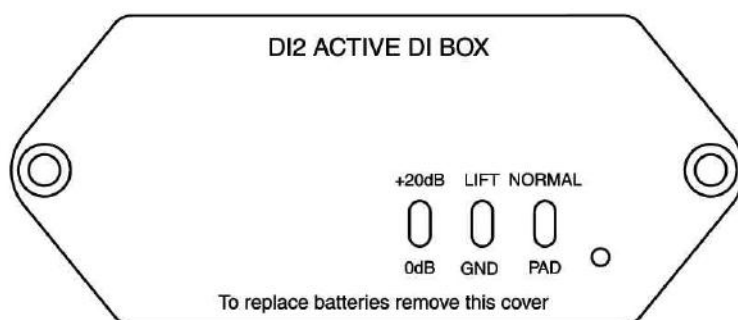 DI2 ACTIVE DI BOX
+20dB LIFT NORMAL
0dB GND PAD
To replace batteries remove this cover